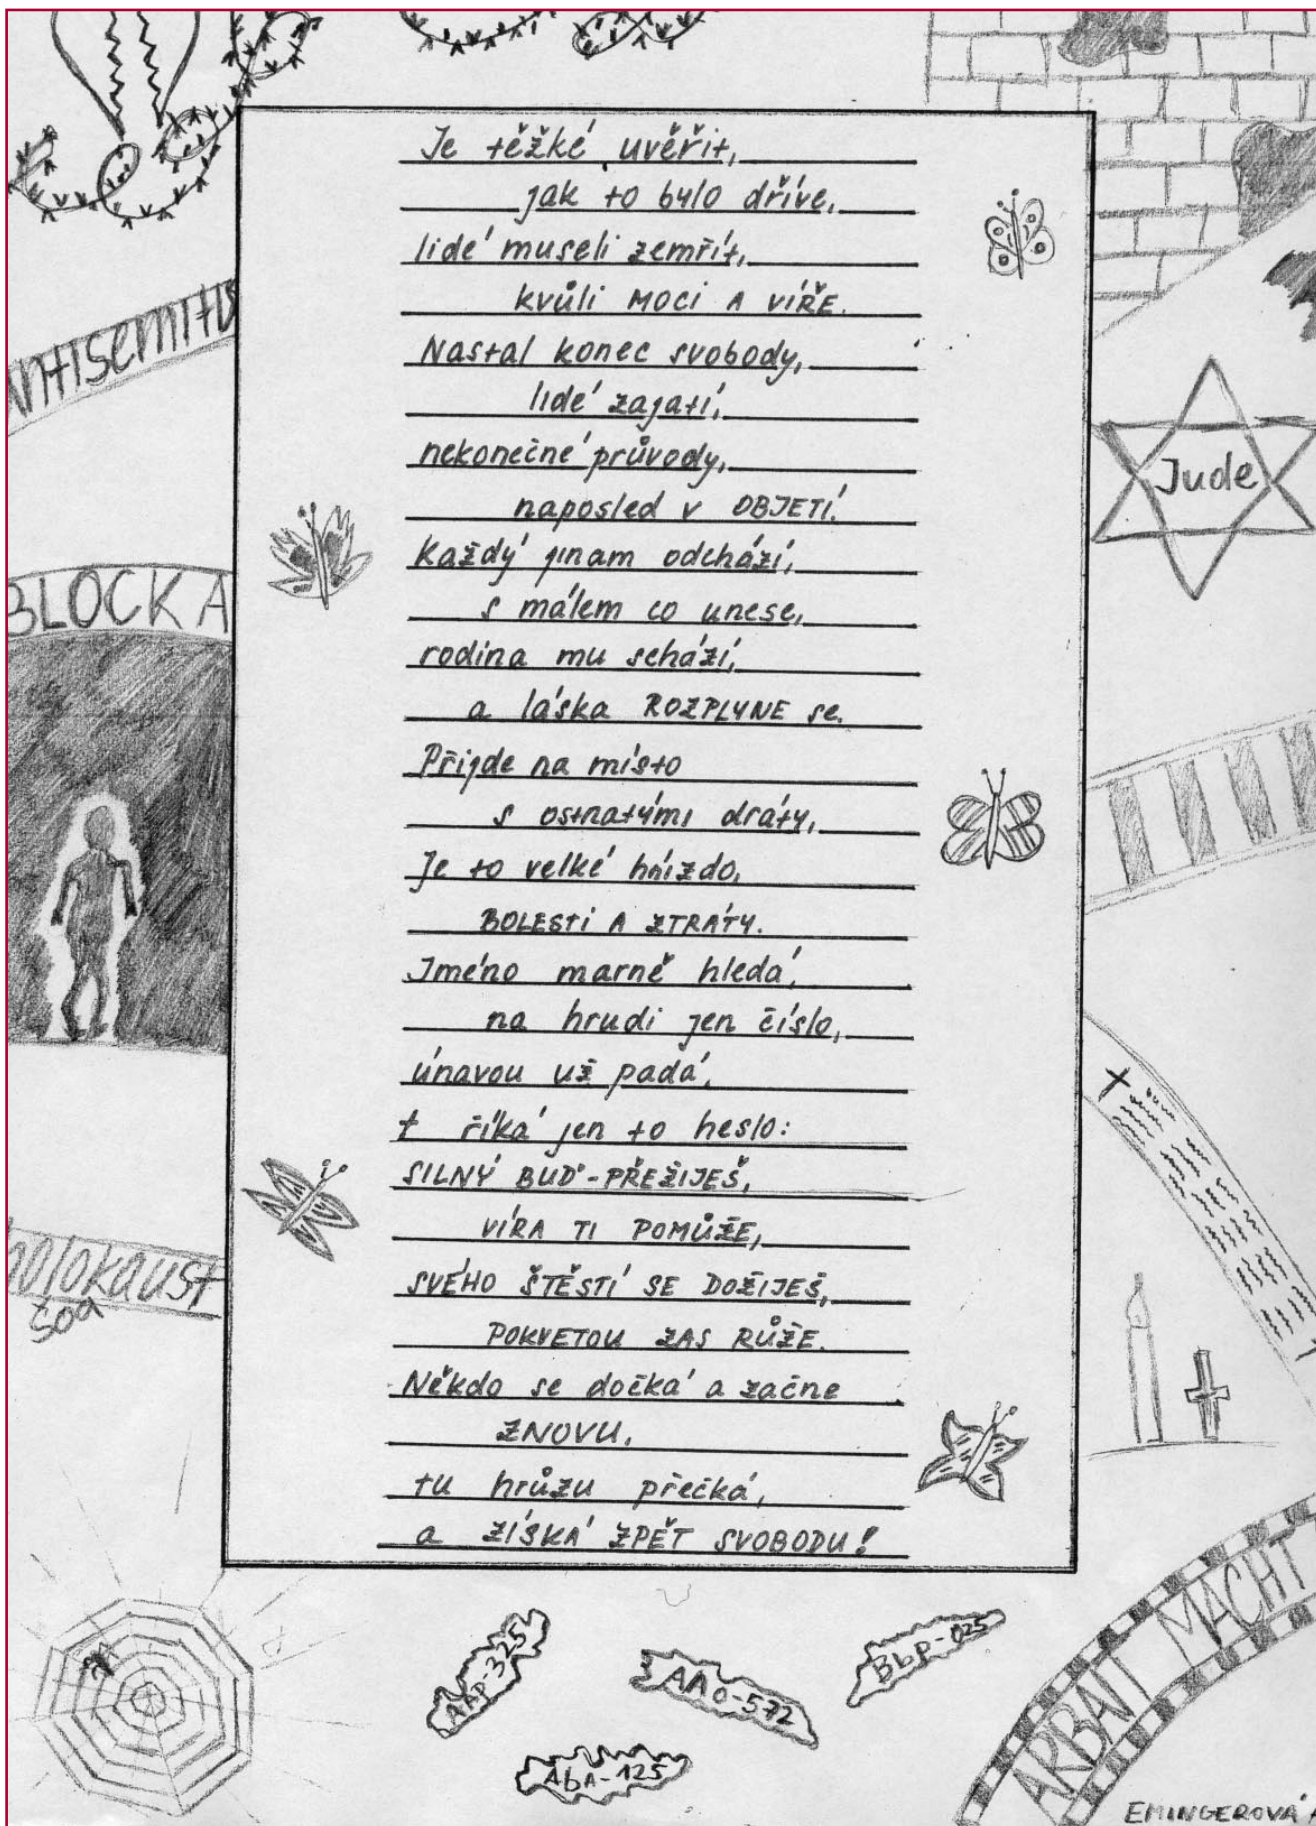 Je těžké uvěřit,
jak to bylo dříve,
lidé museli zemřít,
kvůli MOCI A VÍŘE.
Nastal konec svobody,
lidé zajatí,
nekonečné průvody,
naposled v OBJETÍ.
Každý jinam odchází,
s málem co unese,
rodina mu schází,
a láska ROZPLYNE se.
Přijde na místo
s ostnatými dráty,
Je to velké hnízdo,
BOLESTI A ZTRÁTY.
Jméno marně hledá,
na hrudi jen číslo,
únavou už padá,
t říká jen to heslo:
SILNÝ BUĎ-PŘEŽIJEŠ,
VÍRA TI POMŮŽE,
SVÉHO ŠTĚSTÍ SE DOŽIJEŠ,
POKVETOU ZAS RŮŽE.
Někdo se dočká a začne
ZNOVU,
tu hrůzu přečká,
a ZÍSKÁ ZPĚT SVOBODU!
ntisemitis
BLOCK A
holokaust
šoa
Jude
AAp-325
AAo-572
Bbp-025
AbA-125
ARBAIT MACHT
EMINGEROVÁ